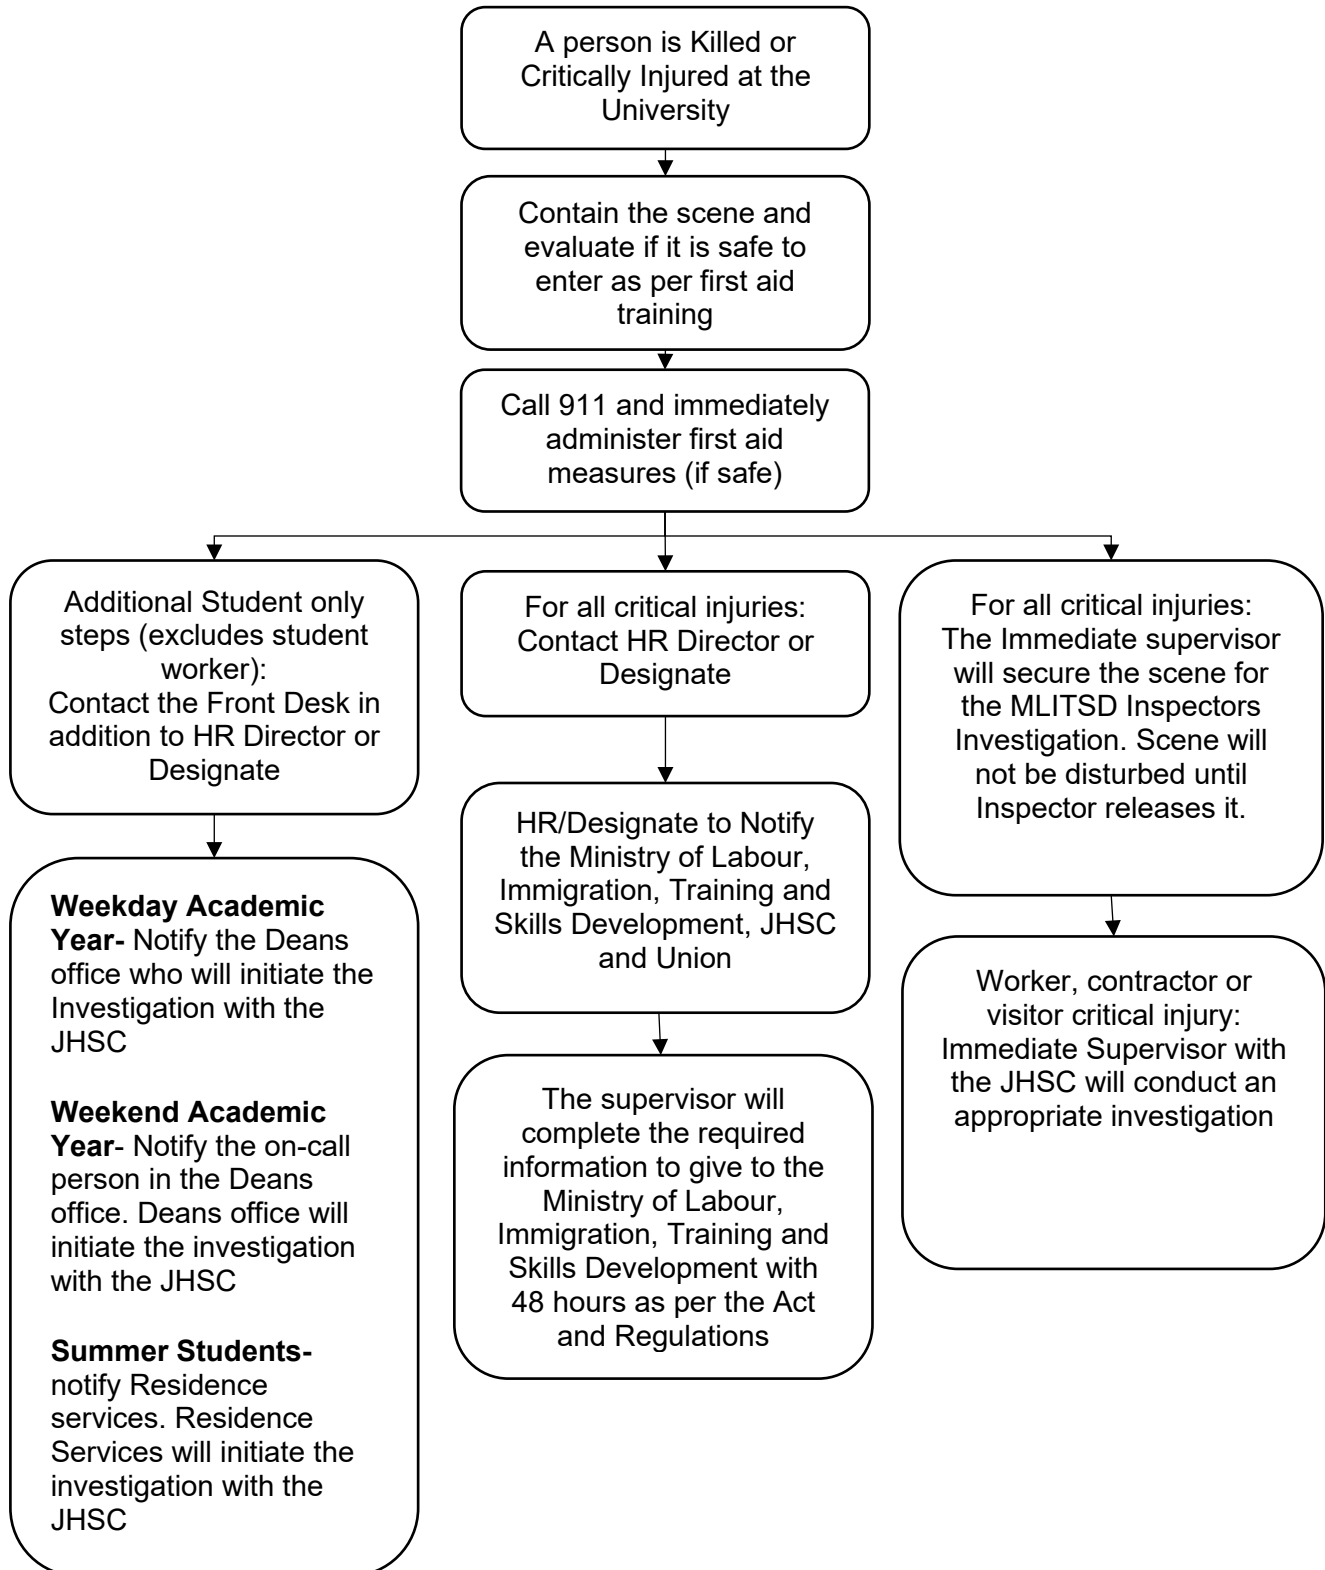 A person is Killed or
Critically Injured at the
University
Contain the scene and
evaluate if it is safe to
enter as per first aid
training
Call 911 and immediately
administer first aid
measures (if safe)
Additional Student only
steps (excludes student
worker):
Contact the Front Desk in
addition to HR Director or
Designate
Weekday Academic
Year- Notify the Deans
office who will initiate the
Investigation with the
JHSC
Weekend Academic
Year- Notify the on-call
person in the Deans
office. Deans office will
initiate the investigation
with the JHSC
Summer Students-
notify Residence
services. Residence
Services will initiate the
investigation with the
JHSC
For all critical injuries:
Contact HR Director or
Designate
HR/Designate to Notify
the Ministry of Labour,
Immigration, Training and
Skills Development, JHSC
and Union
The supervisor will
complete the required
information to give to the
Ministry of Labour,
Immigration, Training and
Skills Development with
48 hours as per the Act
and Regulations
For all critical injuries:
The Immediate supervisor
will secure the scene for
the MLITSD Inspectors
Investigation. Scene will
not be disturbed until
Inspector releases it.
Worker, contractor or
visitor critical injury:
Immediate Supervisor with
the JHSC will conduct an
appropriate investigation